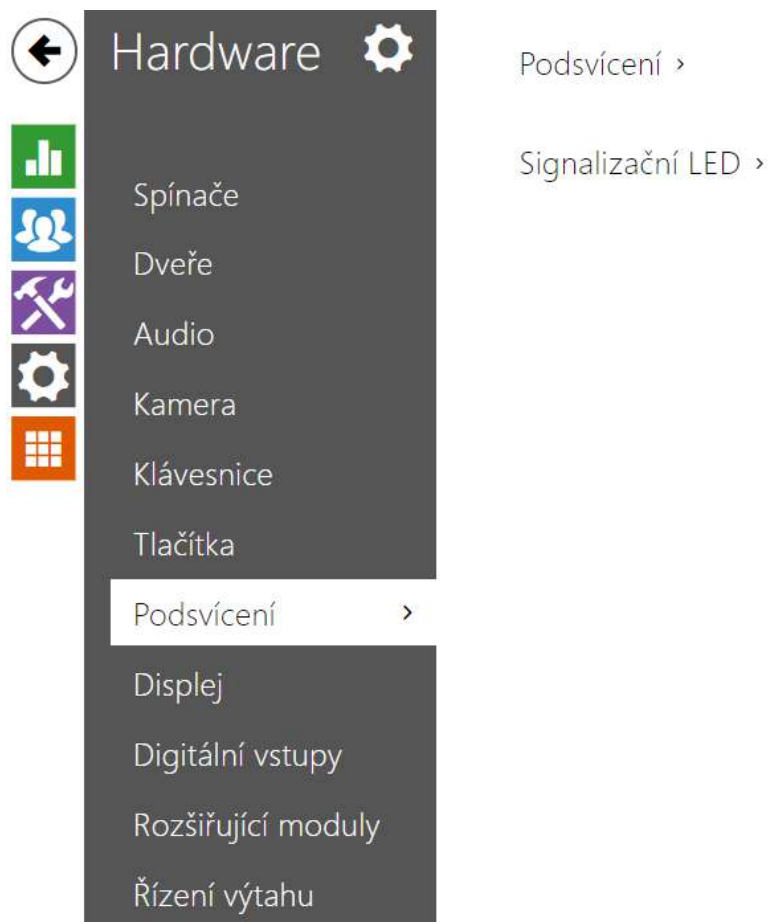 Hardware
Spínače
Dveře
Audio
Kamera
Klávesnice
Tlačítka
Podsvícení
Displej
Digitální vstupy
Rozšiřující moduly
Řízení výtahu
Podsvícení
Signalizační LED